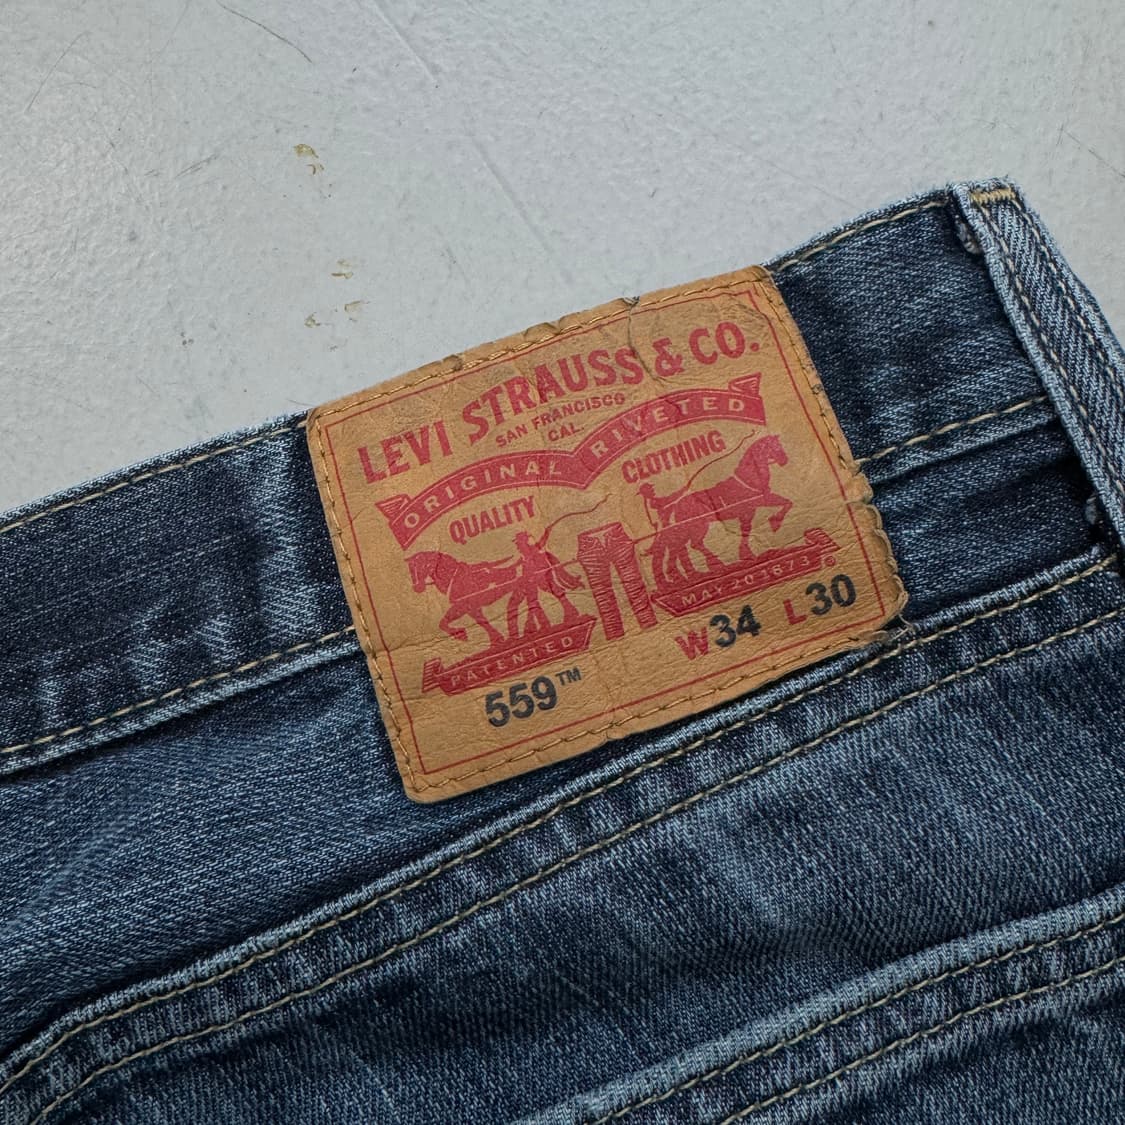 LEVI STRAUSS & CO.
SAN FRANCISCO
CAL.
ORIGINAL RIVETED
QUALITY CLOTHING
PATENTED MAY 20 1873 ®
559™ W34 L30